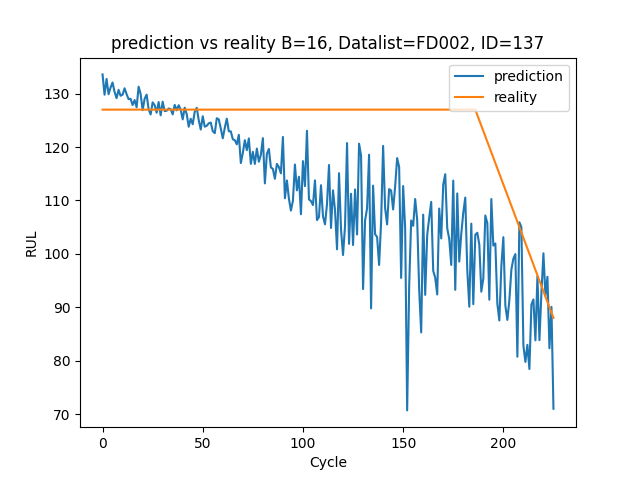 prediction vs reality B=16, Datalist=FD002, ID=137
prediction
reality
RUL
130
120
110
100
90
80
70
0 50 100 150 200
Cycle